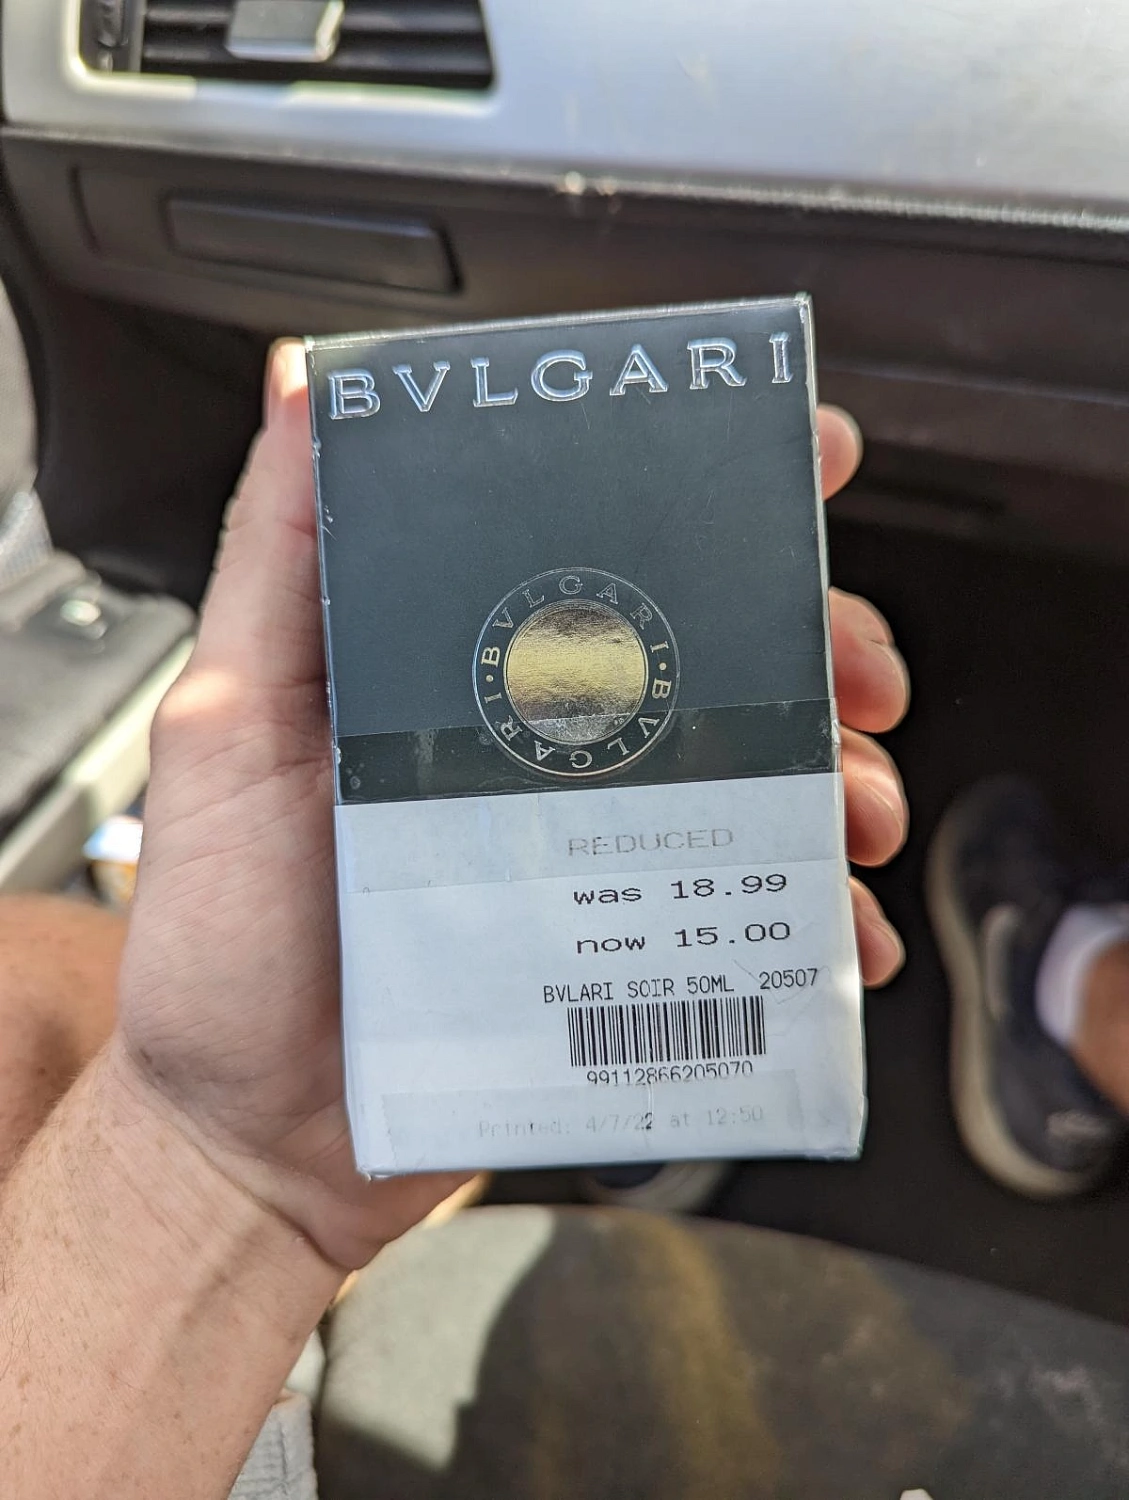 BVLGARI
BVLGARI • BVLGARI •
REDUCED
was 18.99
now 15.00
BVLARI SOIR 50ML 20507
99112866205070
Printed: 4/7/22 at 12:50